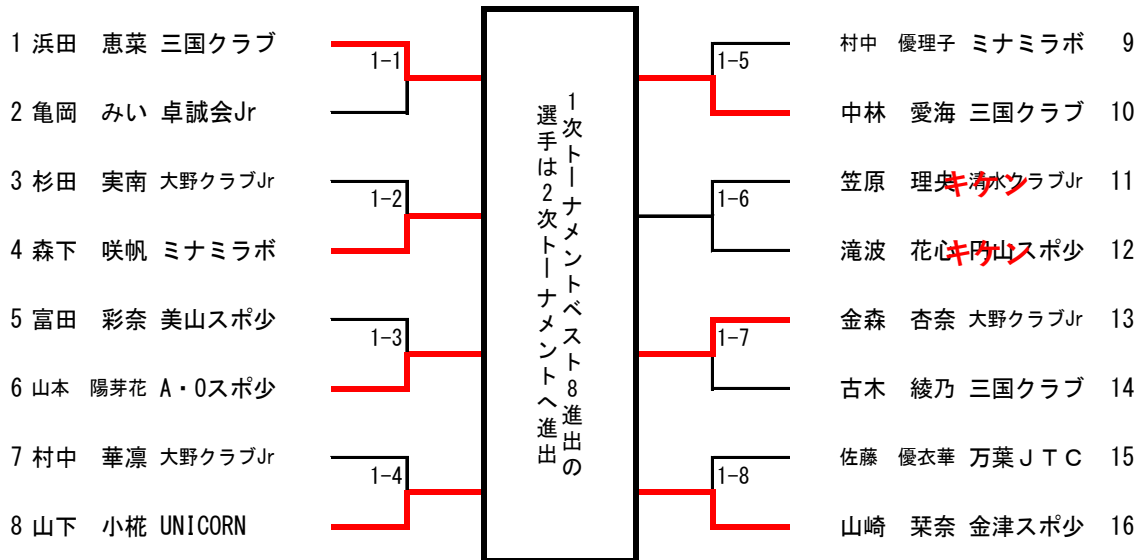 1 浜田 恵菜 三国クラブ
1-1
2 亀岡 みい 卓誠会Jr
3 杉田 実南 大野クラブJr
1-2
4 森下 咲帆 ミナミラボ
5 富田 彩奈 美山スポ少
1-3
6 山本 陽芽花 A・Oスポ少
7 村中 華凛 大野クラブJr
1-4
8 山下 小椛 UNICORN
1次トーナメントベスト8進出の
選手は2次トーナメントへ進出
村中 優理子 ミナミラボ 9
1-5
中林 愛海 三国クラブ 10
笠原 理央 清水クラブJr 11
キケン
1-6
滝波 花心 円山スポ少 12
キケン
金森 杏奈 大野クラブJr 13
1-7
古木 綾乃 三国クラブ 14
佐藤 優衣華 万葉JTC 15
1-8
山崎 栞奈 金津スポ少 16